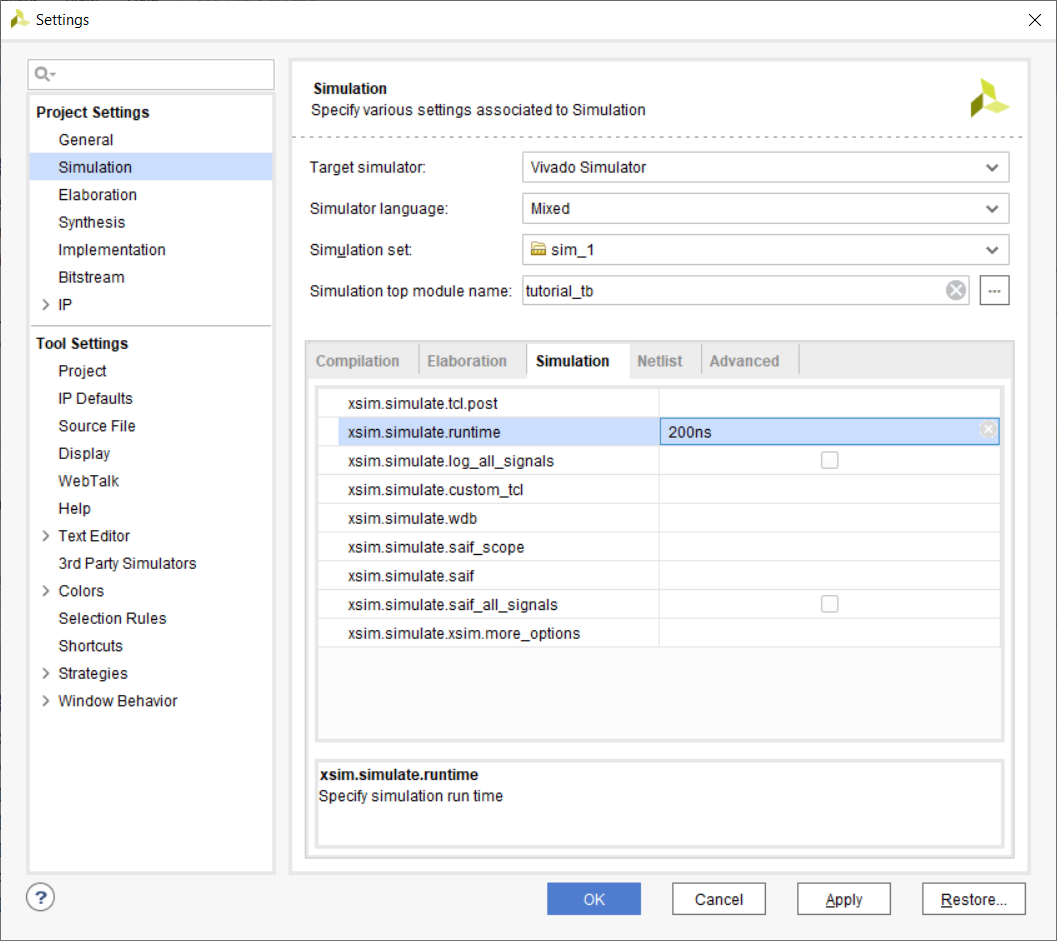 Settings
Project Settings
General
Simulation
Elaboration
Synthesis
Implementation
Bitstream
IP
Tool Settings
Project
IP Defaults
Source File
Display
WebTalk
Help
Text Editor
3rd Party Simulators
Colors
Selection Rules
Shortcuts
Strategies
Window Behavior
Simulation
Specify various settings associated to Simulation
Target simulator: Vivado Simulator
Simulator language: Mixed
Simulation set: sim_1
Simulation top module name: tutorial_tb ...
Compilation Elaboration Simulation Netlist Advanced
xsim.simulate.tcl.post
xsim.simulate.runtime 200ns
xsim.simulate.log_all_signals
xsim.simulate.custom_tcl
xsim.simulate.wdb
xsim.simulate.saif_scope
xsim.simulate.saif
xsim.simulate.saif_all_signals
xsim.simulate.xsim.more_options
xsim.simulate.runtime
Specify simulation run time
? OK Cancel Apply Restore...